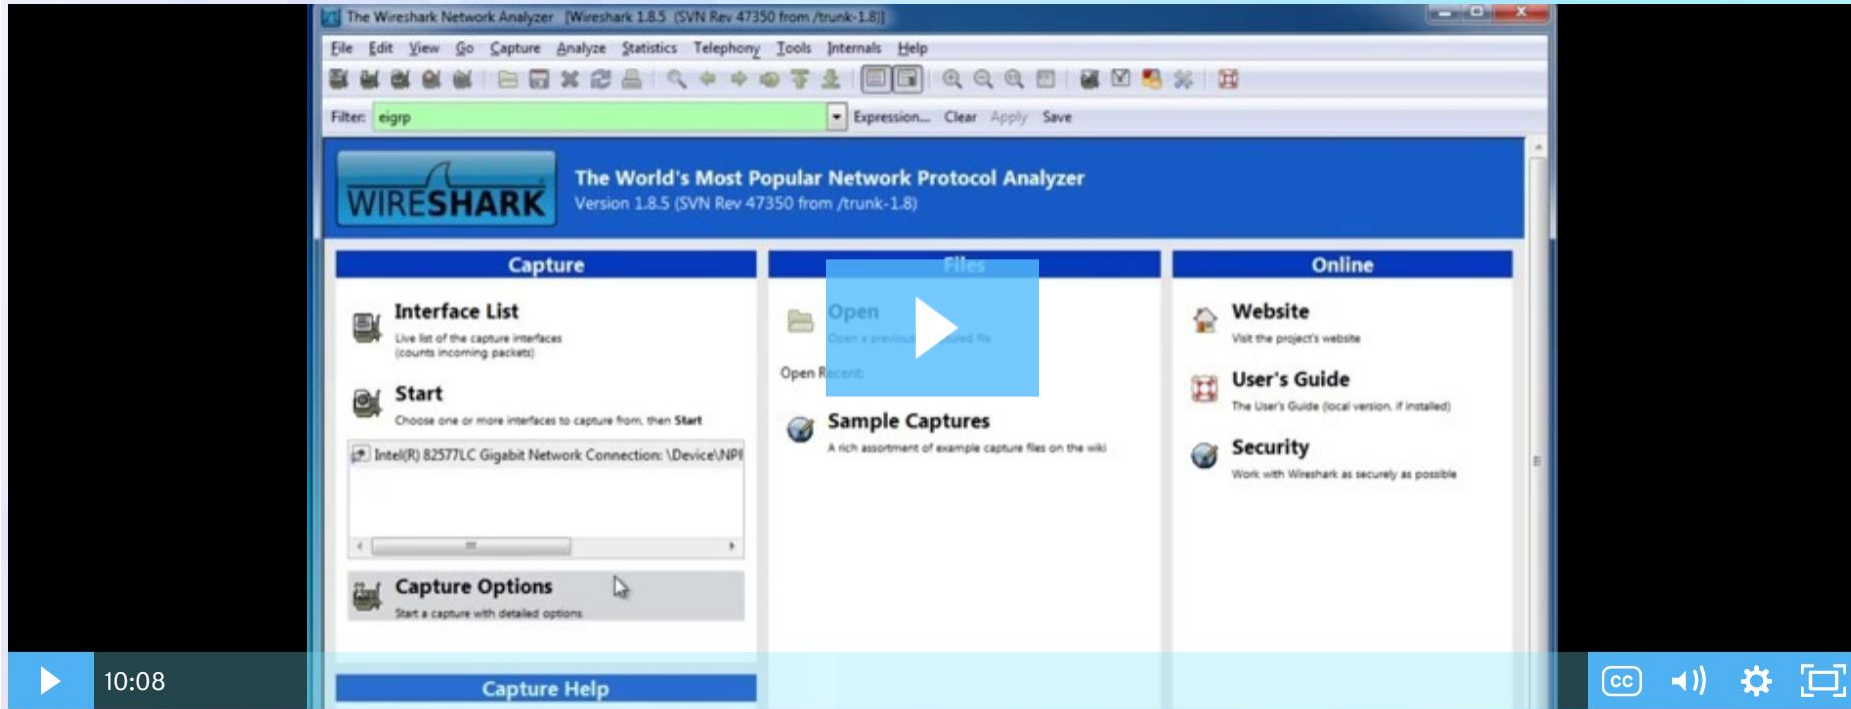 The Wireshark Network Analyzer [Wireshark 1.8.5 (SVN Rev 47350 from /trunk-1.8)]
File Edit View Go Capture Analyze Statistics Telephony Tools Internals Help
Filter: eigrp Expression... Clear Apply Save
WIRESHARK
The World's Most Popular Network Protocol Analyzer
Version 1.8.5 (SVN Rev 47350 from /trunk-1.8)
Capture
Interface List
Live list of the capture interfaces
(counts incoming packets)
Start
Choose one or more interfaces to capture from, then Start
Intel(R) 82577LC Gigabit Network Connection: \Device\NPI
Capture Options
Start a capture with detailed options
Capture Help
Files
Open
Open a previous file
Open Recent:
Sample Captures
A rich assortment of example capture files on the wiki
Online
Website
Visit the project's website
User's Guide
The User's Guide (local version, if installed)
Security
Work with Wireshark as securely as possible
10:08
CC